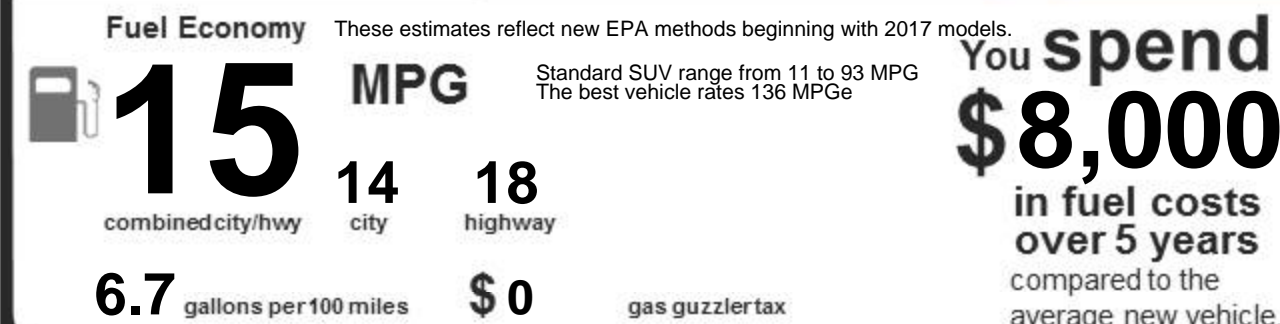 Fuel Economy
These estimates reflect new EPA methods beginning with 2017 models.
15
MPG
Standard SUV range from 11 to 93 MPG
The best vehicle rates 136 MPGe
combined city/hwy
14
city
18
highway
6.7 gallons per 100 miles
$ 0 gas guzzler tax
You spend
$ 8,000
in fuel costs
over 5 years
compared to the
average new vehicle.